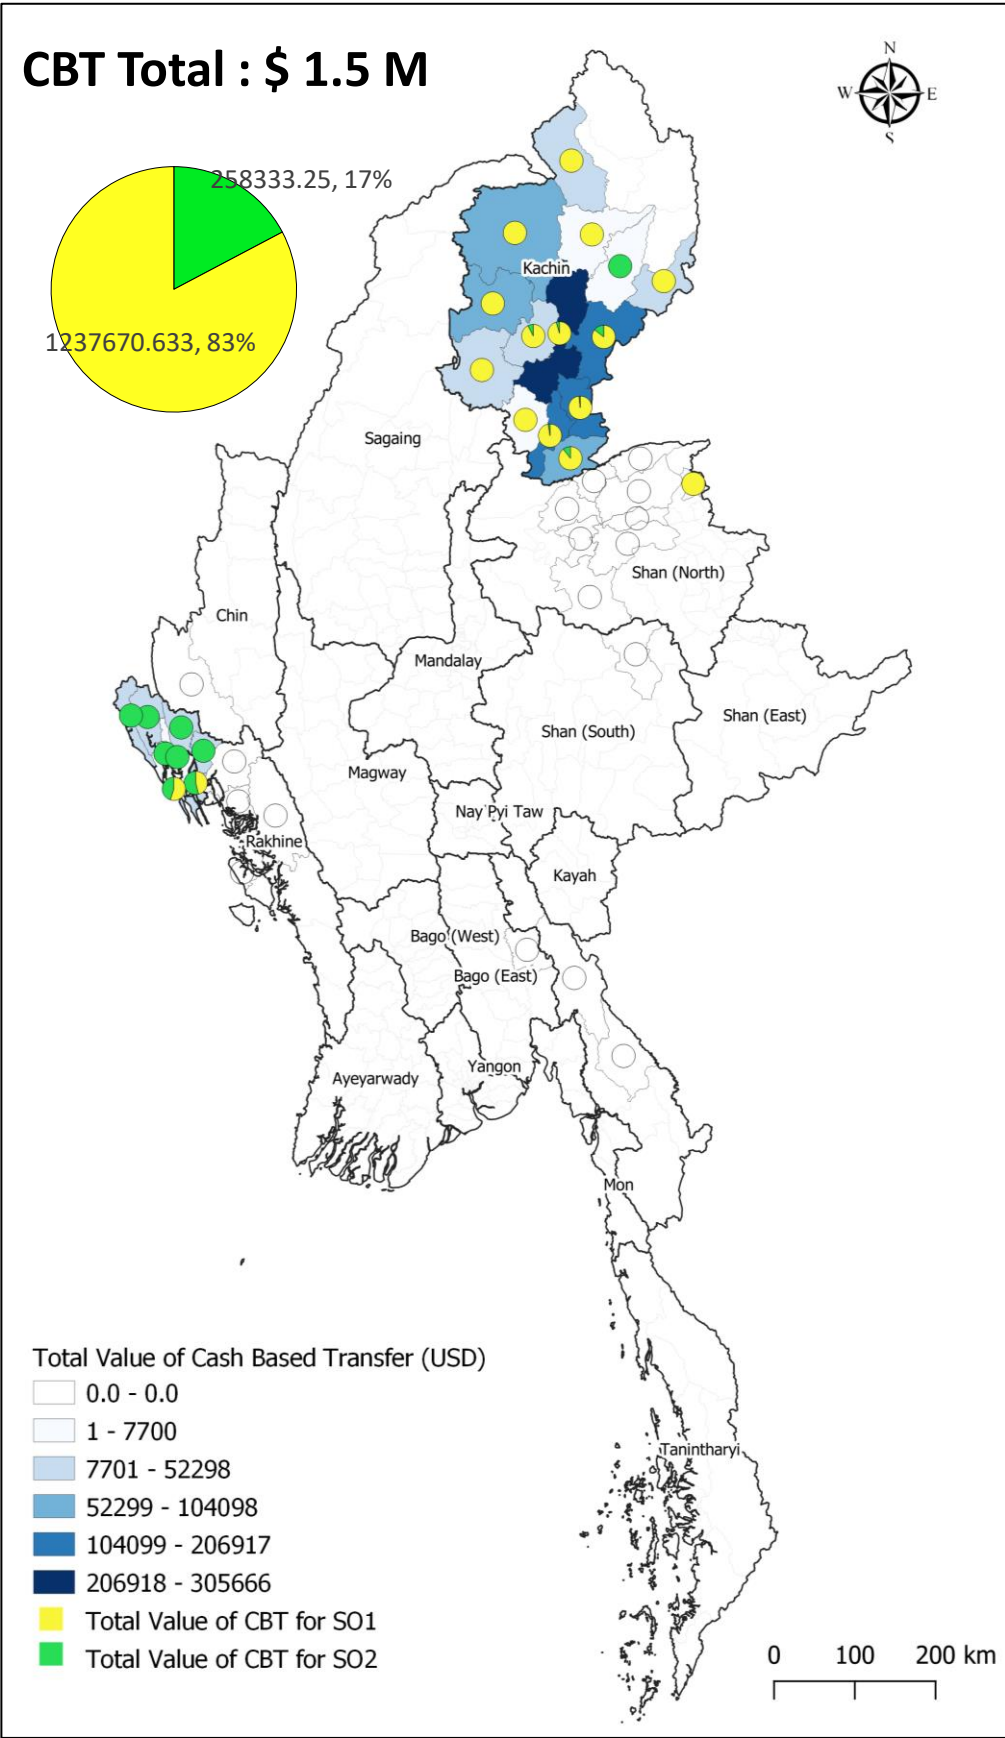 CBT Total : $ 1.5 M
N
W
E
S
258333.25, 17%
1237670.633, 83%
Kachin
Sagaing
Shan (North)
Chin
Mandalay
Shan (East)
Shan (South)
Magway
Nay Pyi Taw
Rakhine
Kayah
Bago (West)
Bago (East)
Yangon
Ayeyarwady
Mon
Tanintharyi
Total Value of Cash Based Transfer (USD)
0.0 - 0.0
1 - 7700
7701 - 52298
52299 - 104098
104099 - 206917
206918 - 305666
Total Value of CBT for SO1
Total Value of CBT for SO2
0 100 200 km